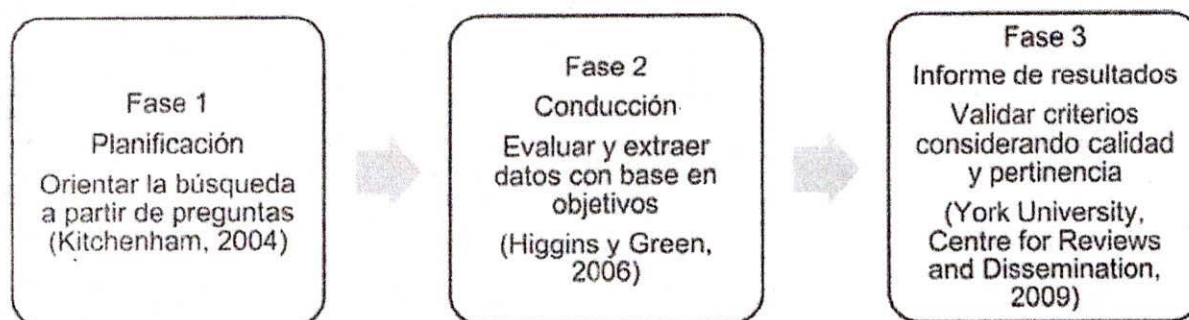 Fase 1
Planificación
Orientar la búsqueda
a partir de preguntas
(Kitchenham, 2004)
Fase 2
Conducción
Evaluar y extraer
datos con base en
objetivos
(Higgins y Green,
2006)
Fase 3
Informe de resultados
Validar criterios
considerando calidad
y pertinencia
(York University,
Centre for Reviews
and Dissemination,
2009)